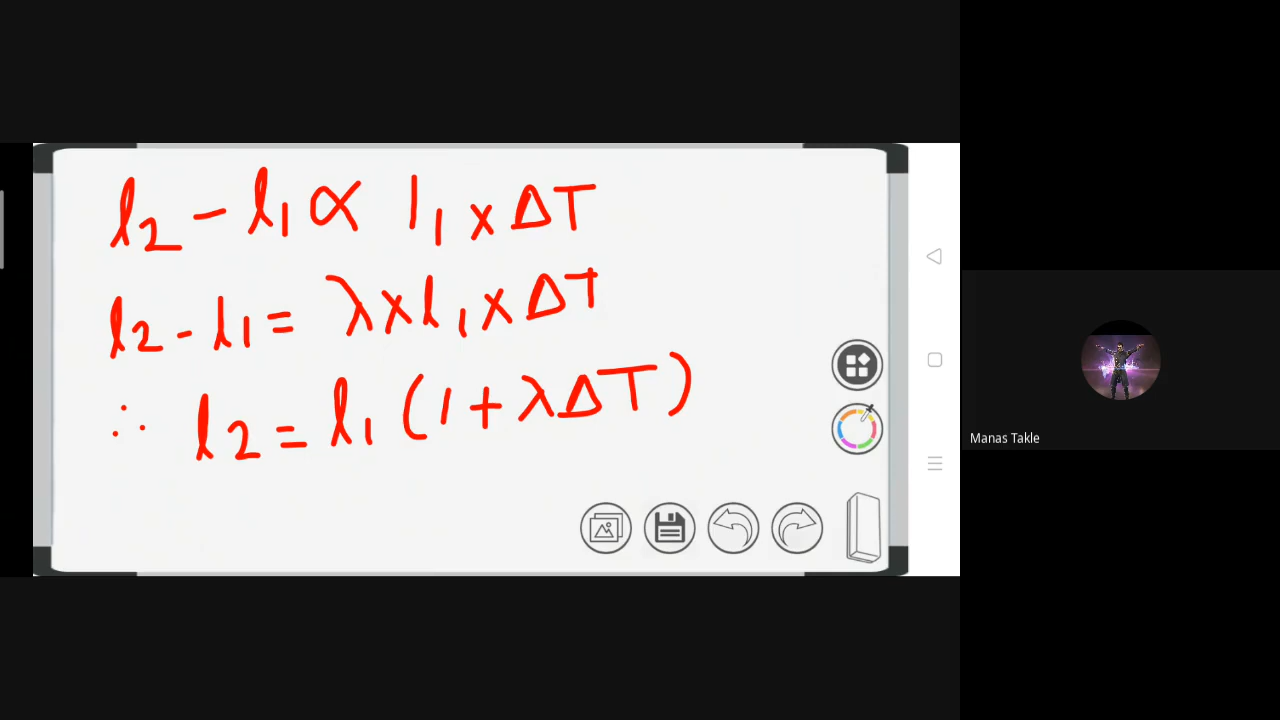 l₂ - l₁ ∝ l₁ x ΔT
l₂ - l₁ = λ x l₁ x ΔT
∴ l₂ = l₁ (1 + λΔT)
Manas Takle